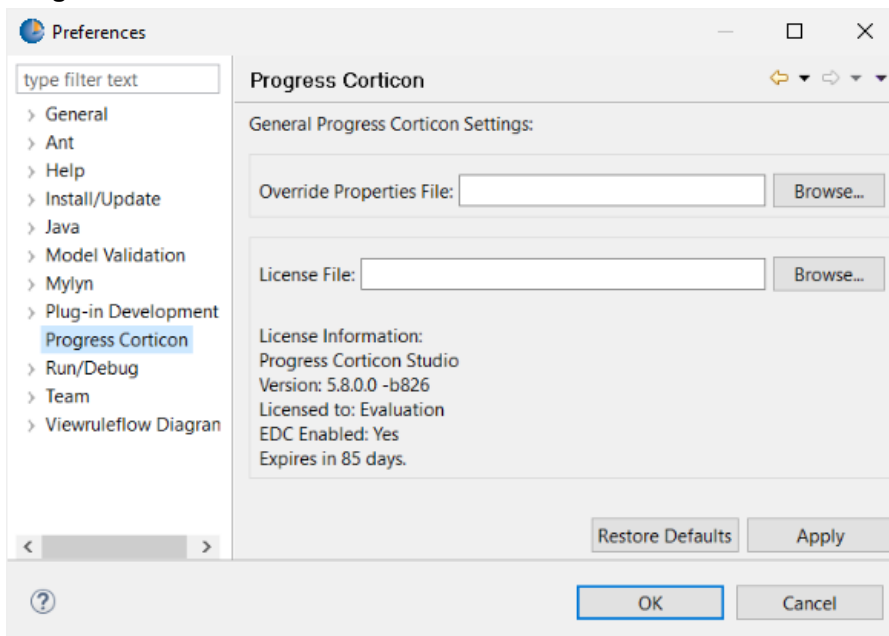 Preferences
type filter text
Progress Corticon
General
Ant
Help
Install/Update
Java
Model Validation
Mylyn
Plug-in Development
Progress Corticon
Run/Debug
Team
Viewruleflow Diagran
General Progress Corticon Settings:
Override Properties File:
Browse...
License File:
Browse...
License Information:
Progress Corticon Studio
Version: 5.8.0.0 -b826
Licensed to: Evaluation
EDC Enabled: Yes
Expires in 85 days.
Restore Defaults
Apply
?
OK
Cancel